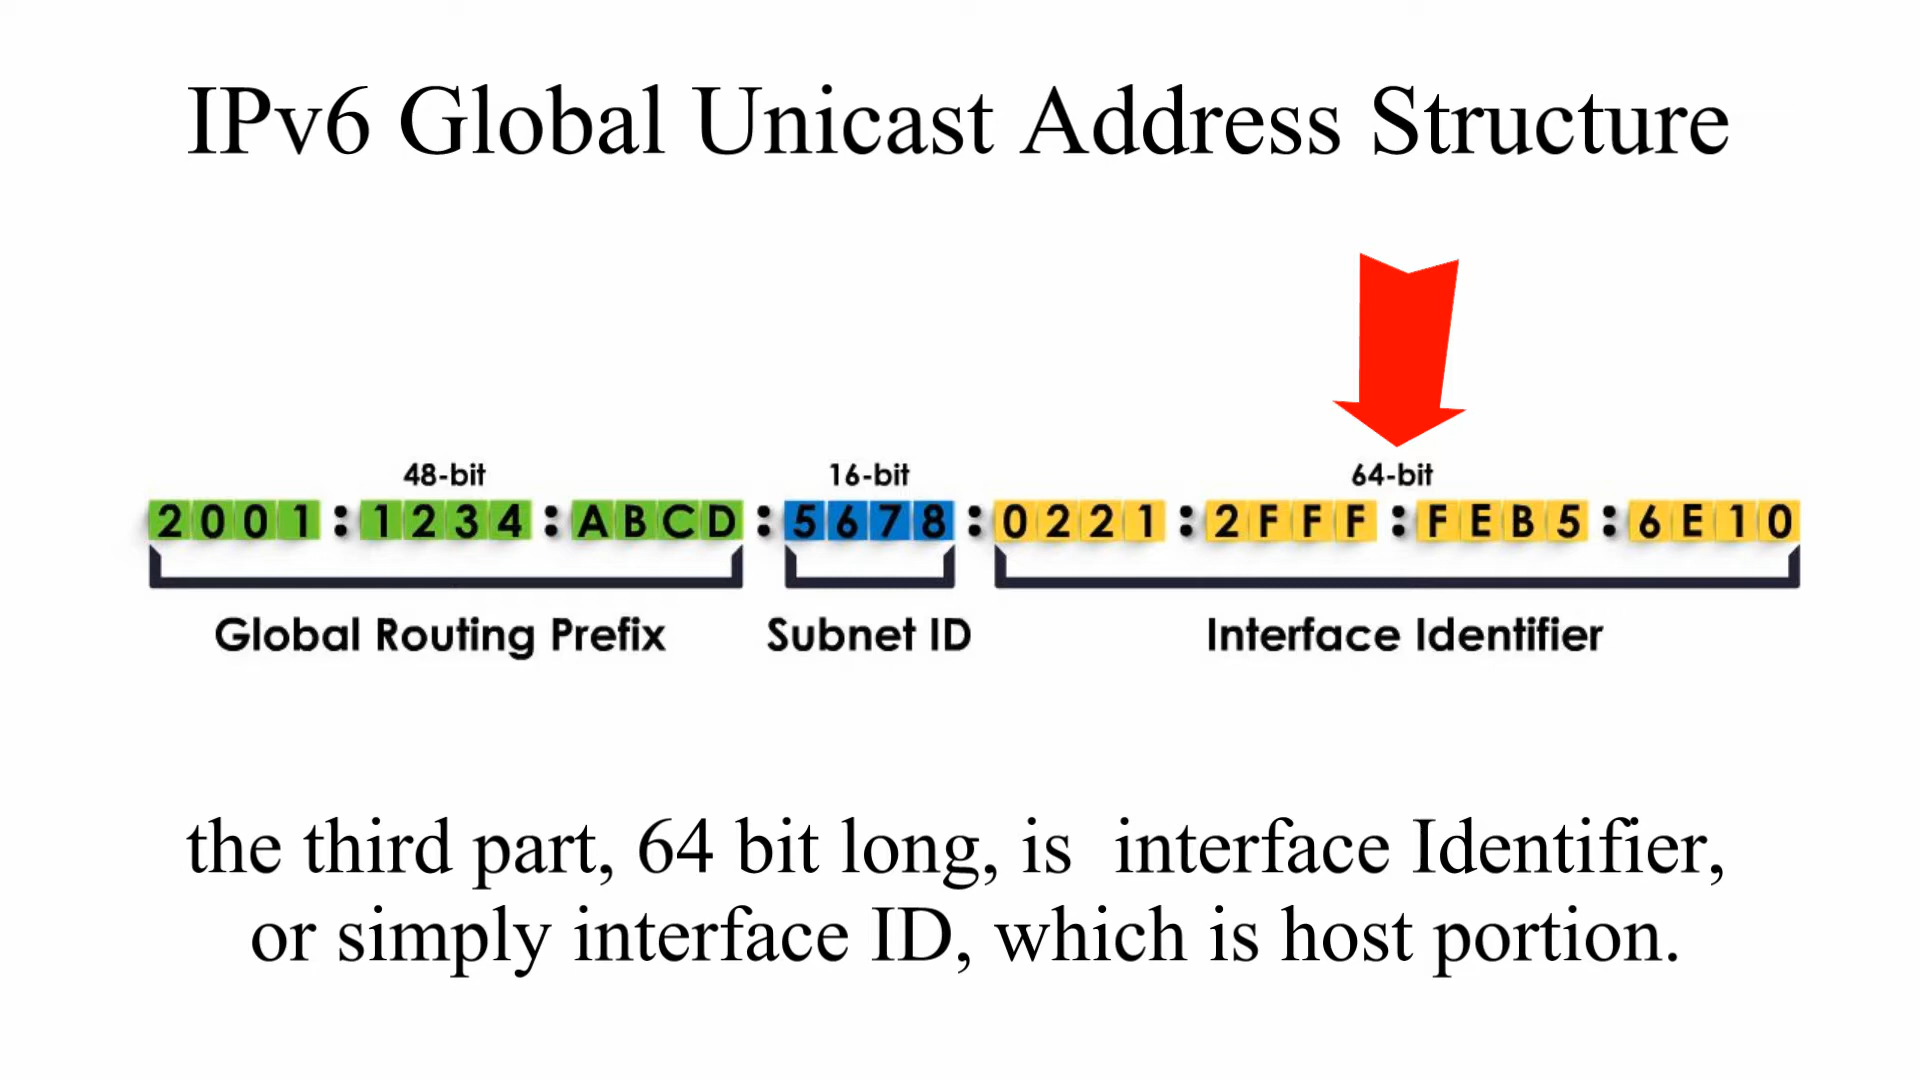 IPv6 Global Unicast Address Structure
48-bit 16-bit 64-bit
2001:1234:ABCD:5678:0221:2FFF:FEB5:6E10
Global Routing Prefix Subnet ID Interface Identifier
the third part, 64 bit long, is interface Identifier,
or simply interface ID, which is host portion.